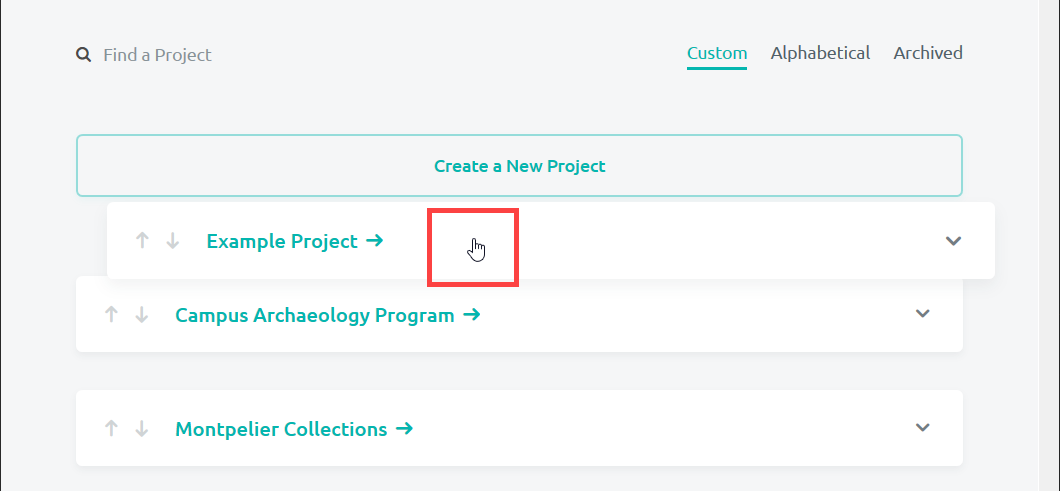 Find a Project
Custom Alphabetical Archived
Create a New Project
Example Project
Campus Archaeology Program
Montpelier Collections